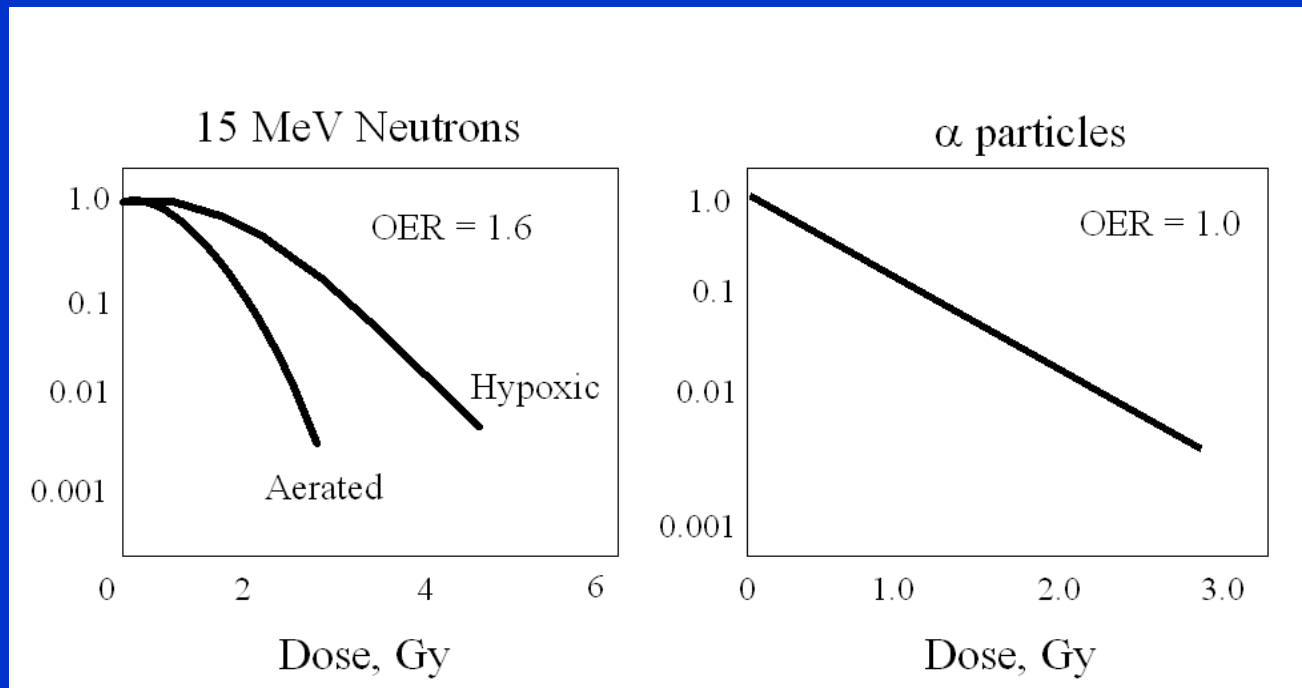 15 MeV Neutrons
1.0
OER = 1.6
0.1
0.01
Hypoxic
0.001
Aerated
0 2 4 6
Dose, Gy
α particles
1.0
OER = 1.0
0.1
0.01
0.001
0 1.0 2.0 3.0
Dose, Gy